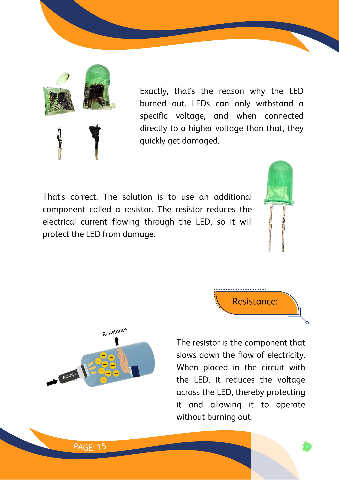 Exactly, that's the reason why the LED
burned out. LEDs can only withstand a
specific voltage, and when connected
directly to a higher voltage than that, they
quickly get damaged.
That's correct. The solution is to use an additional
component called a resistor. The resistor reduces the
electrical current flowing through the LED, so it will
protect the LED from damage.
Resistance:
Resistance
The resistor is the component that
slows down the flow of electricity.
When placed in the circuit with
the LED, it reduces the voltage
across the LED, thereby protecting
it and allowing it to operate
without burning out.
PAGE: 15